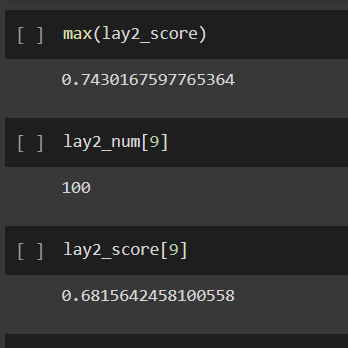 [ ] max(lay2_score)
0.7430167597765364
[ ] lay2_num[9]
100
[ ] lay2_score[9]
0.6815642458100558